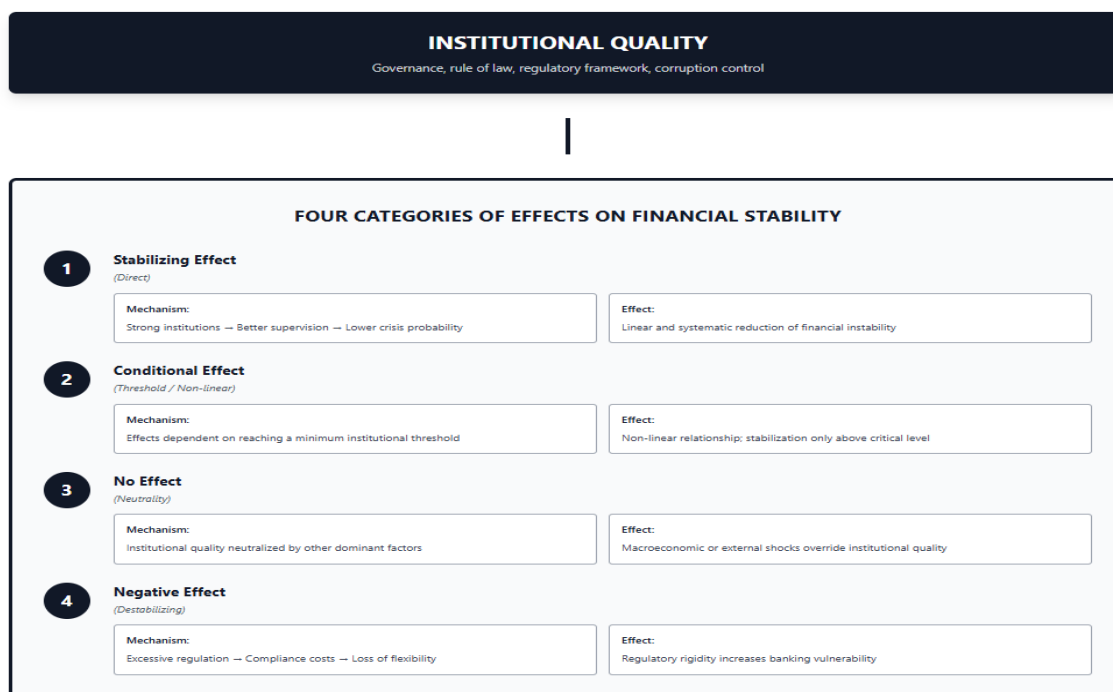 INSTITUTIONAL QUALITY
Governance, rule of law, regulatory framework, corruption control
FOUR CATEGORIES OF EFFECTS ON FINANCIAL STABILITY
1
Stabilizing Effect
(Direct)
Mechanism:
Strong institutions → Better supervision → Lower crisis probability
Effect:
Linear and systematic reduction of financial instability
2
Conditional Effect
(Threshold / Non-linear)
Mechanism:
Effects dependent on reaching a minimum institutional threshold
Effect:
Non-linear relationship; stabilization only above critical level
3
No Effect
(Neutrality)
Mechanism:
Institutional quality neutralized by other dominant factors
Effect:
Macroeconomic or external shocks override institutional quality
4
Negative Effect
(Destabilizing)
Mechanism:
Excessive regulation → Compliance costs → Loss of flexibility
Effect:
Regulatory rigidity increases banking vulnerability